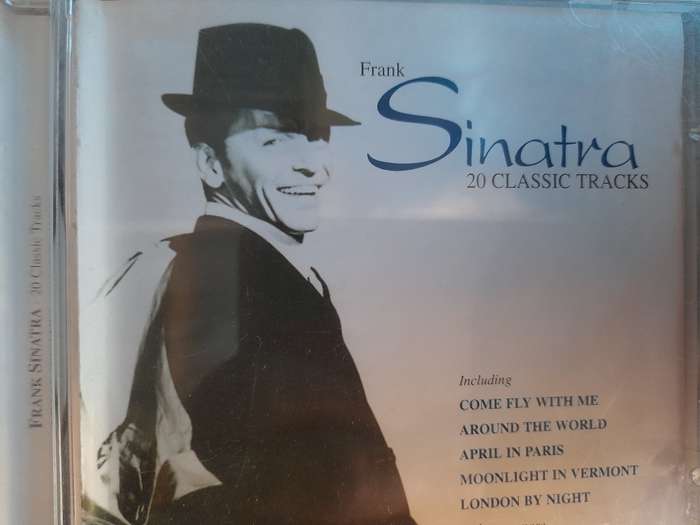 FRANK SINATRA - 20 Classic Tracks
Frank
Sinatra
20 CLASSIC TRACKS
Including
COME FLY WITH ME
AROUND THE WORLD
APRIL IN PARIS
MOONLIGHT IN VERMONT
LONDON BY NIGHT